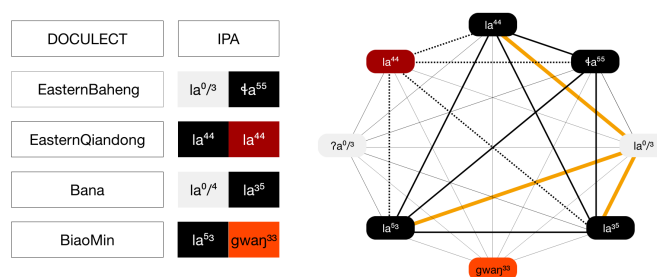 DOCULECT IPA
EasternBaheng la⁰/³ ɬa⁵⁵
EasternQiandong la⁴⁴ la⁴⁴
Bana la⁰/⁴ la³⁵
BiaoMin la⁵³ gwaŋ³³
la⁴⁴
la⁴⁴ ɬa⁵⁵
ʔa⁰/³ la⁰/³
la⁵³ la³⁵
gwaŋ³³